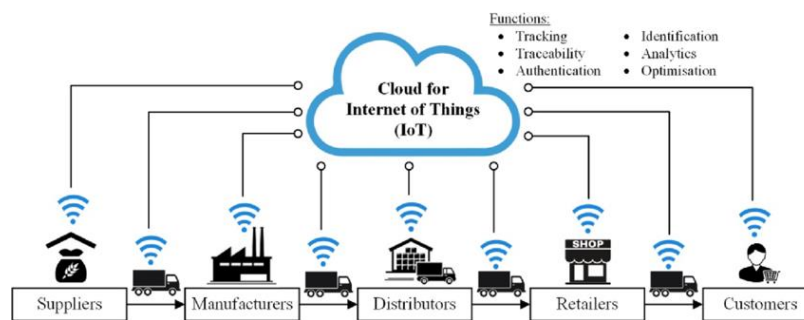 Functions:
• Tracking
• Identification
• Traceability
• Analytics
• Authentication
• Optimisation
Cloud for
Internet of Things
(IoT)
SHOP
Suppliers
Manufacturers
Distributors
Retailers
Customers